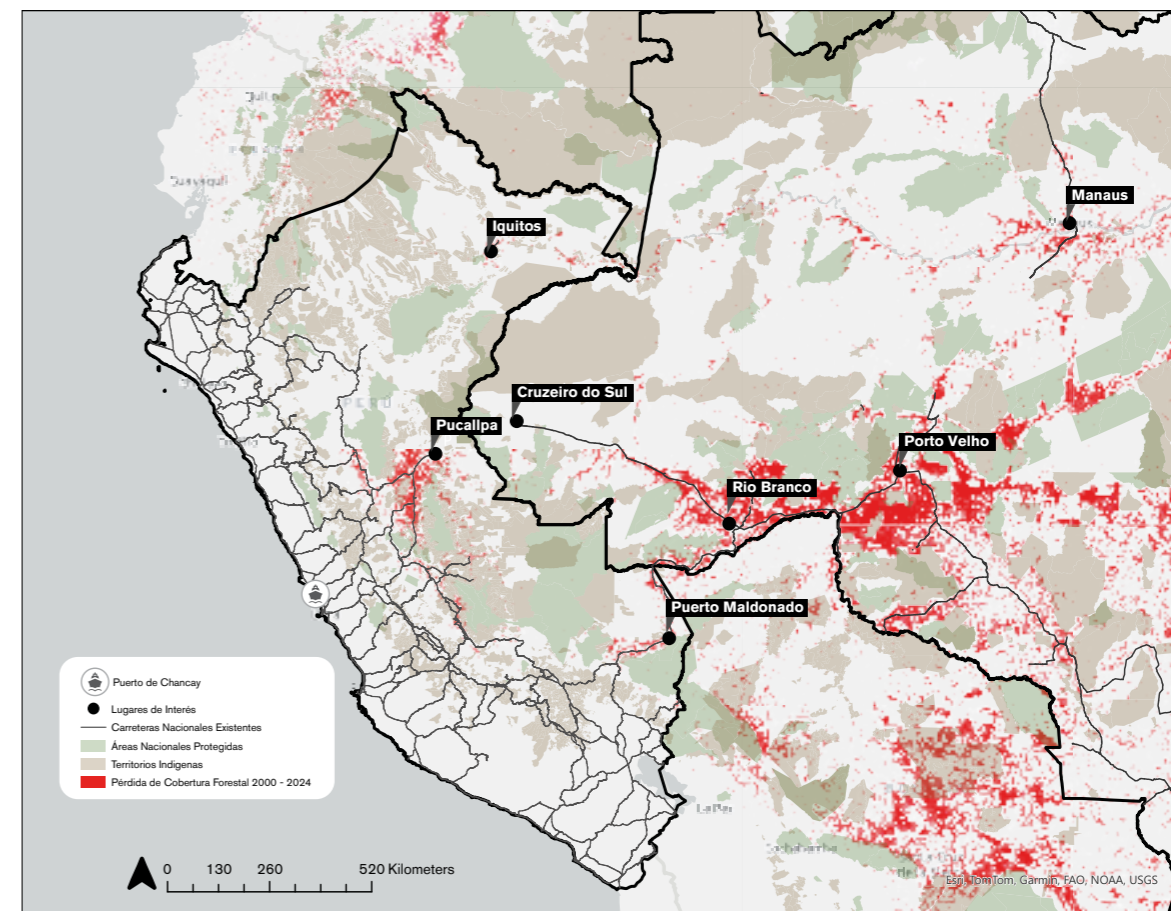 Manaus
Iquitos
Cruzeiro do Sul
Pucallpa
Porto Velho
Rio Branco
Puerto Maldonado
PERÚ
Puerto de Chancay
Lugares de Interés
Carreteras Nacionales Existentes
Áreas Nacionales Protegidas
Territorios Indigenas
Pérdida de Cobertura Forestal 2000 - 2024
0 130 260 520 Kilometers
Esri, TomTom, Garmin, FAO, NOAA, USGS